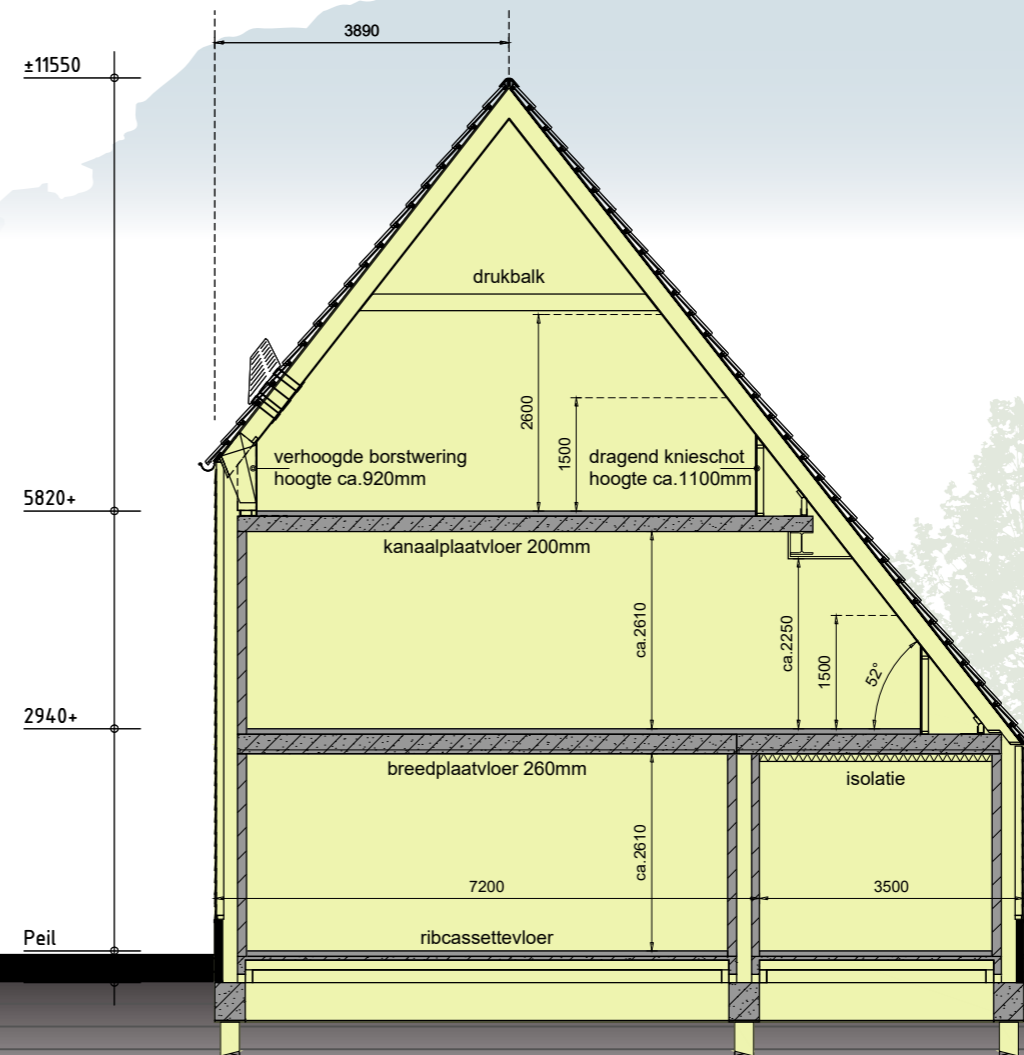 3890
±11550
drukbalk
2600
1500
verhoogde borstwering
hoogte ca.920mm
dragend knieschot
hoogte ca.1100mm
5820+
kanaalplaatvloer 200mm
ca.2610
ca.2250
1500
52°
2940+
breedplaatvloer 260mm
isolatie
ca.2610
7200
3500
Peil
ribcassettevloer